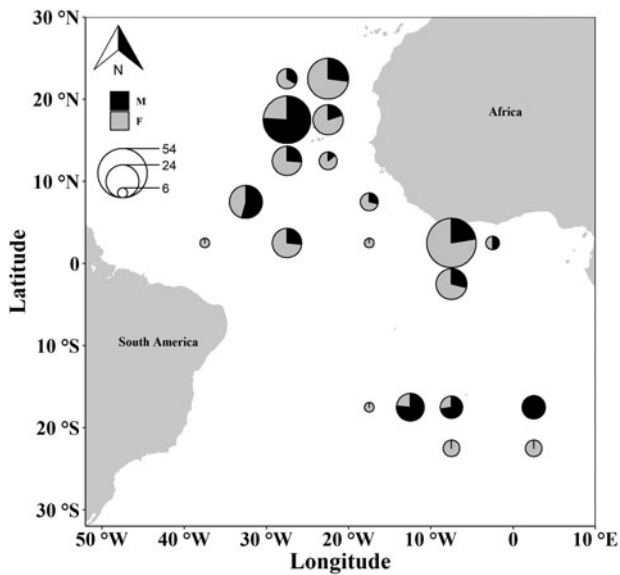 30 °N
20 °N
10 °N
0
10 °S
20 °S
30 °S
Latitude
N
M
F
54
24
6
Africa
South America
50 °W
40 °W
30 °W
20 °W
10 °W
0
10 °E
Longitude